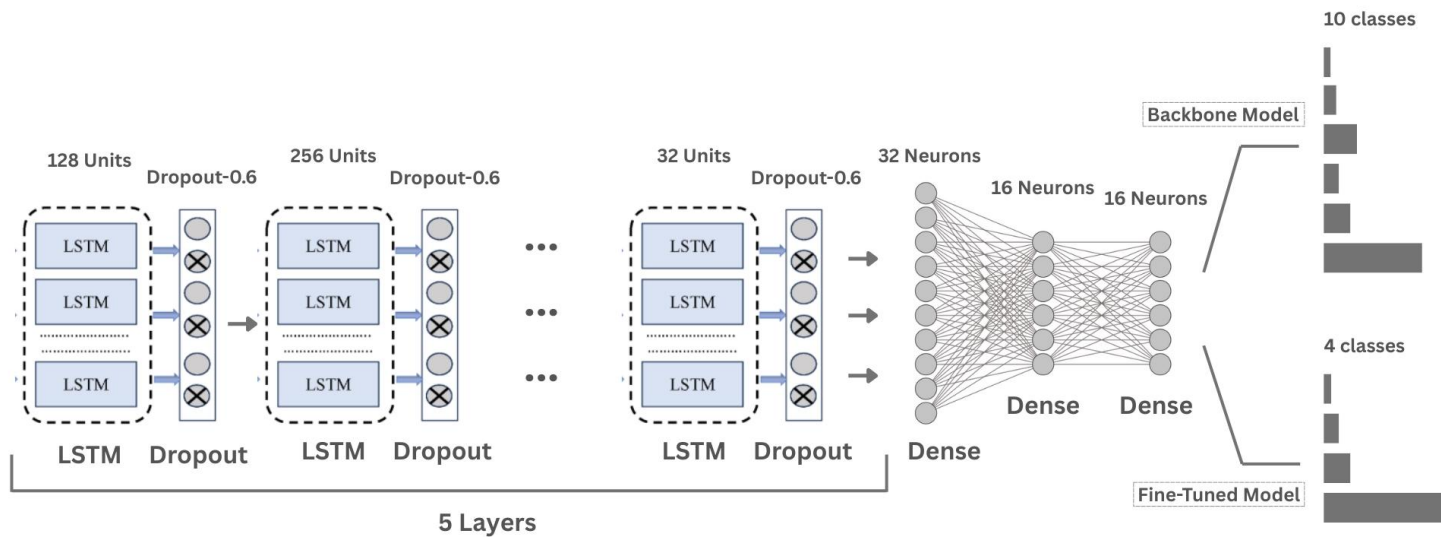 10 classes
Backbone Model
128 Units
256 Units
32 Units
32 Neurons
Dropout-0.6
Dropout-0.6
Dropout-0.6
16 Neurons
16 Neurons
LSTM
LSTM
LSTM
LSTM
LSTM
LSTM
LSTM
LSTM
LSTM
4 classes
Dense
Dense
LSTM
Dropout
LSTM
Dropout
LSTM
Dropout
Dense
Fine-Tuned Model
5 Layers